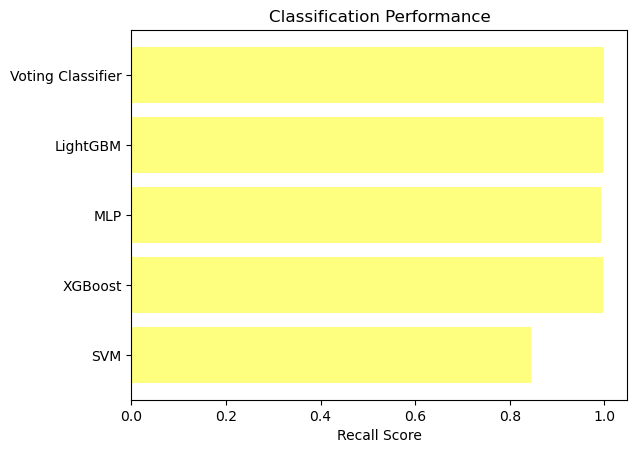 Classification Performance
Voting Classifier
LightGBM
MLP
XGBoost
SVM
0.0 0.2 0.4 0.6 0.8 1.0
Recall Score